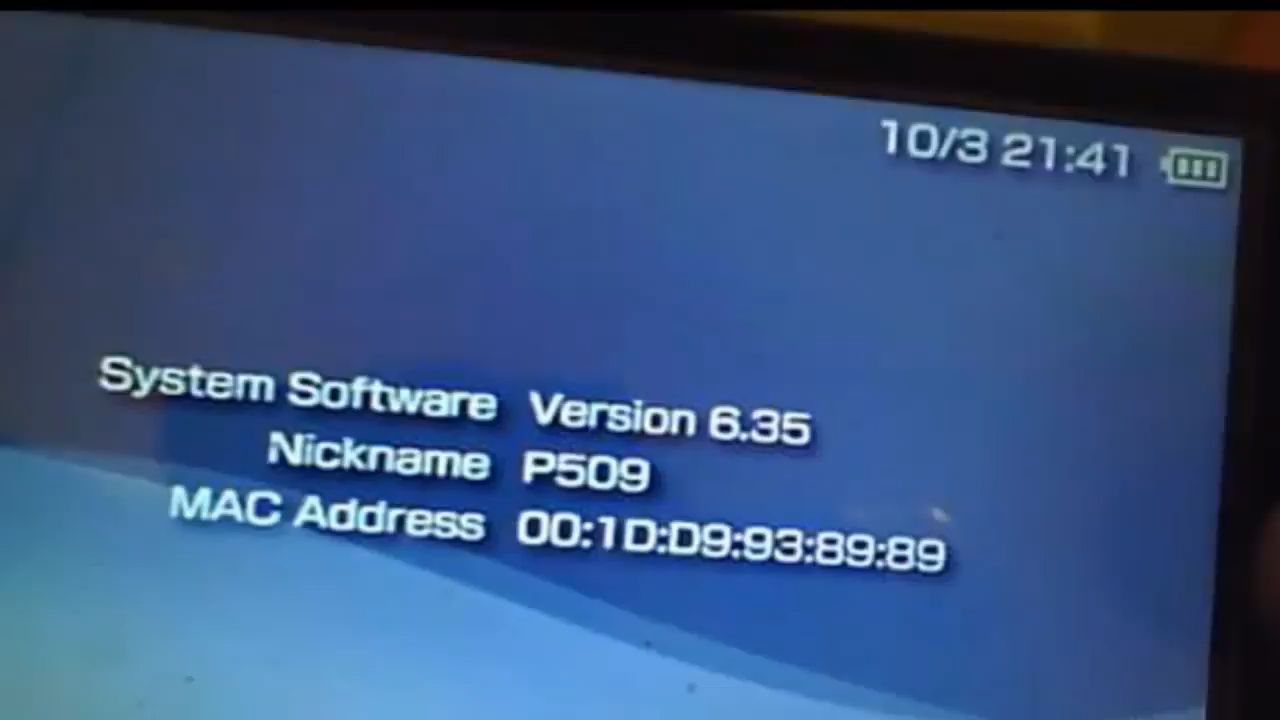 10/3 21:41
System Software Version 6.35
Nickname P509
MAC Address 00:1D:D9:93:89:89